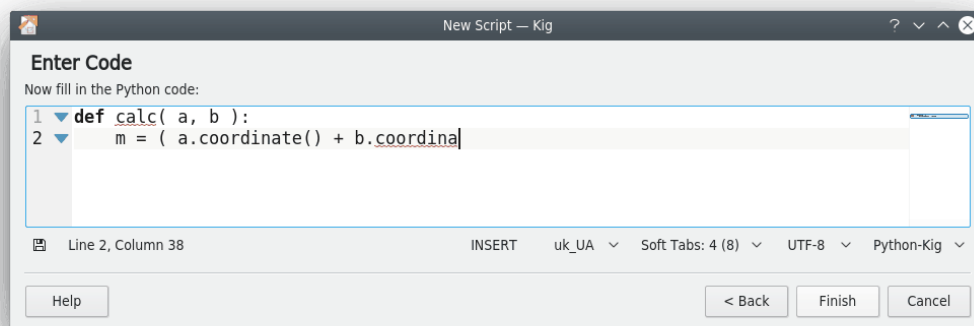 New Script — Kig
?
Enter Code
Now fill in the Python code:
1 def calc( a, b ):
2 m = ( a.coordinate() + b.coordina
Line 2, Column 38 INSERT uk_UA Soft Tabs: 4 (8) UTF-8 Python-Kig
Help < Back Finish Cancel